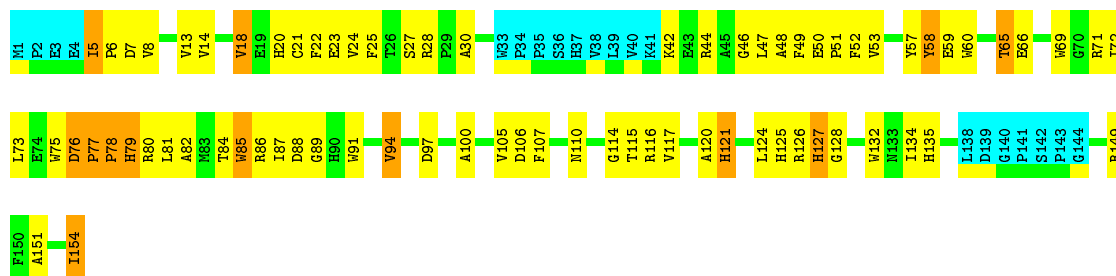 M1 P2 E3 E4 I5 P6 D7 V8 V13 V14 V18 E19 H20 C21 F22 E23 V24 F25 T26 S27 R28 P29 A30 W33 P34 P35 S36 H37 V38 L39 V40 K41 K42 E43 R44 A45 G46 L47 A48 F49 E50 P51 F52 V53 Y57 Y58 E59 W60 T65 E66 W69 G70 R71
L73 E74 W75 D76 P77 P78 H79 R80 L81 A82 M83 T84 W85 R86 I87 D88 G89 H90 W91 V94 D97 A100 V105 D106 F107 N110 G114 T115 R116 V117 A120 H121 L124 H125 R126 H127 G128 W132 N133 I134 H135 L138 D139 G140 P141 S142 P143 G144
F150 A151 I154